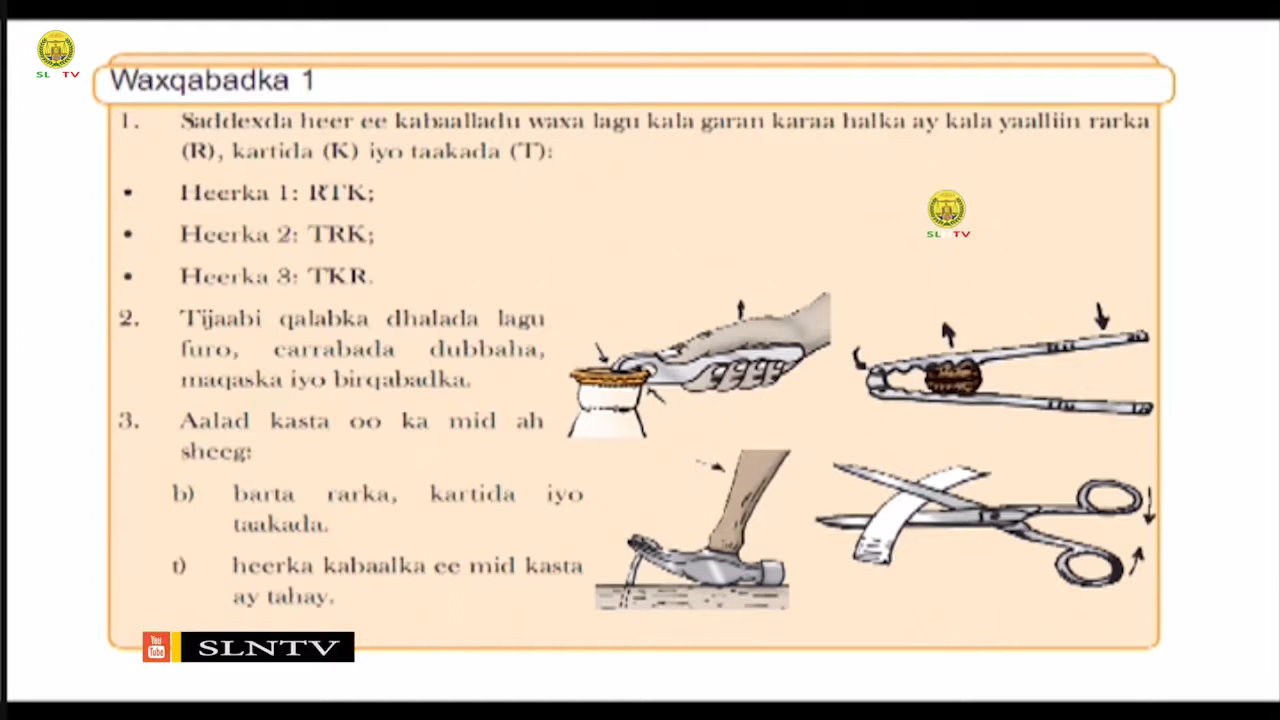 SL TV
Waxqabadka 1
1. Saddexda heer ee kabaalladu waxa lagu kala garan karaa halka ay kala yaalliin rarka
(R), kartida (K) iyo taakada (T):
• Heerka 1: RTK;
• Heerka 2: TRK;
• Heerka 3: TKR.
SLNTV
2. Tijaabi qalabka dhalada lagu
furo, carrabada dubbaha,
maqaska iyo birqabadka.
3. Aalad kasta oo ka mid ah
sheeg:
b) barta rarka, kartida iyo
taakada.
t) heerka kabaalka ee mid kasta
ay tahay.
You
Tube
SLNTV